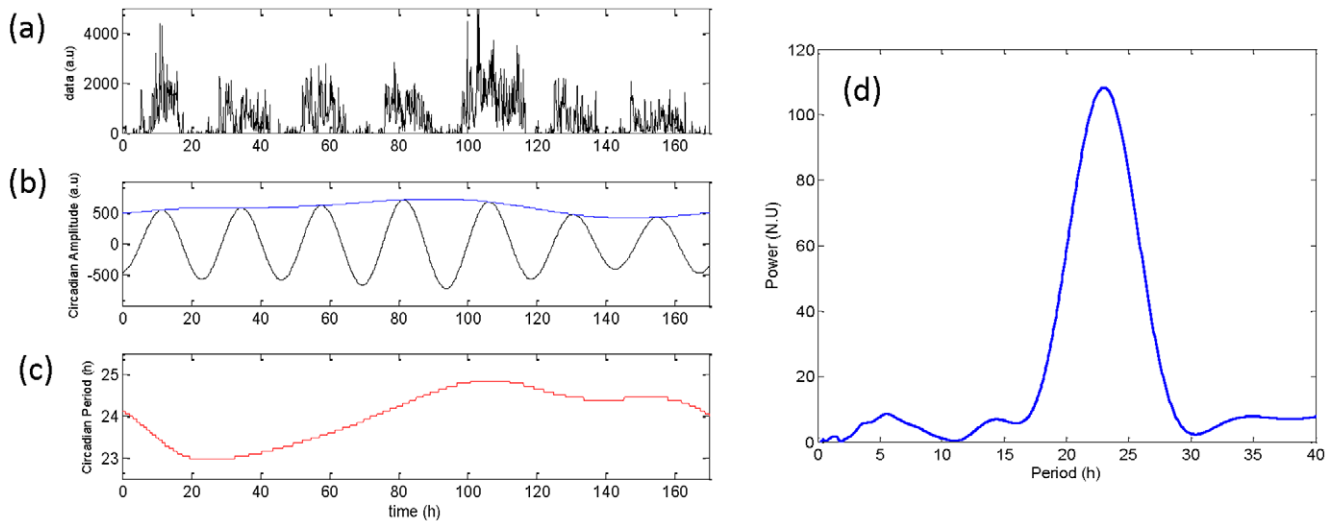 (a)
data (a.u)
4000
2000
0
0 20 40 60 80 100 120 140 160
(b)
Circadian Amplitude (a.u)
500
0
-500
0 20 40 60 80 100 120 140 160
(c)
Circadian Period (h)
25
24
23
0 20 40 60 80 100 120 140 160
time (h)
(d)
Power (N.U)
120
100
80
60
40
20
0
0 5 10 15 20 25 30 35 40
Period (h)